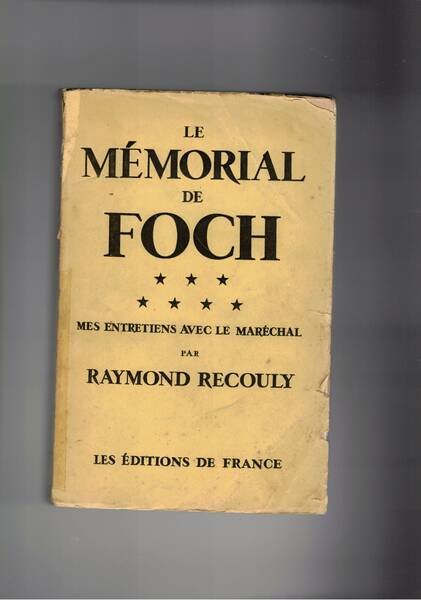 LE
MÉMORIAL
DE
FOCH
★ ★ ★
★ ★ ★ ★
MES ENTRETIENS AVEC LE MARÉCHAL
PAR
RAYMOND RECOULY
LES ÉDITIONS DE FRANCE